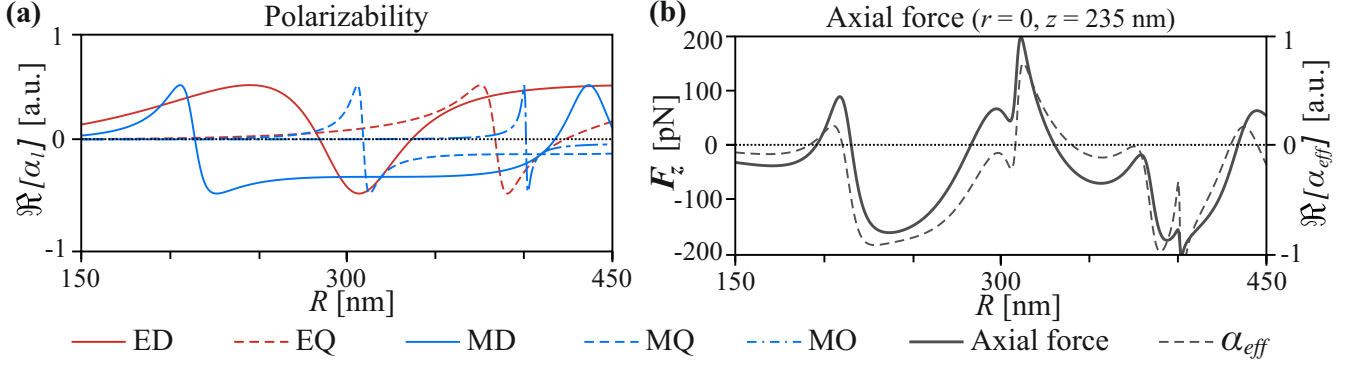 (a) Polarizability
ℜ[α_l] [a.u.]
1
0
-1
150 300 450
R [nm]
(b) Axial force (r = 0, z = 235 nm)
F_z [pN]
200
100
0
-100
-200
1
0
-1
ℜ[α_eff] [a.u.]
150 300 450
R [nm]
ED EQ MD MQ MO Axial force α_eff